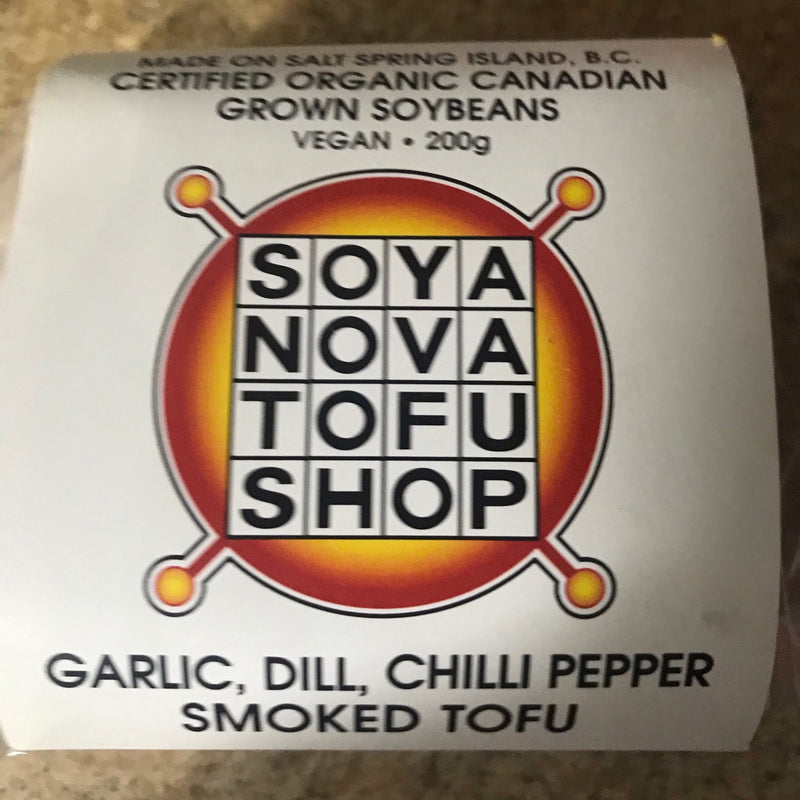 MADE ON SALT SPRING ISLAND, B.C.
CERTIFIED ORGANIC CANADIAN
GROWN SOYBEANS
VEGAN • 200g
SOYA
NOVA
TOFU
SHOP
GARLIC, DILL, CHILLI PEPPER
SMOKED TOFU